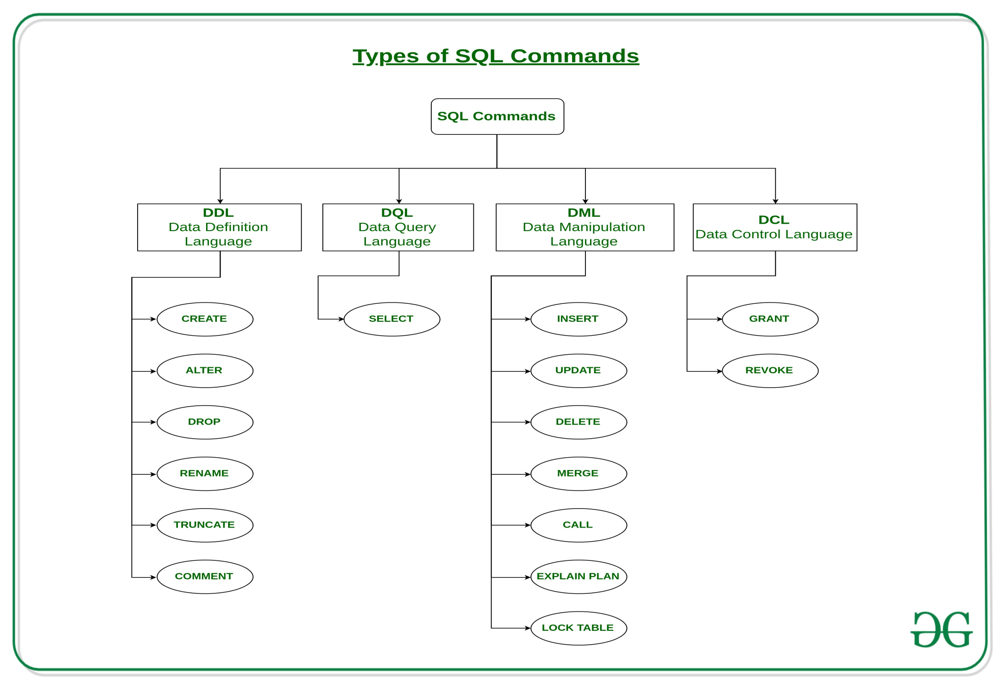 Types of SQL Commands
SQL Commands
DDL
Data Definition
Language
DQL
Data Query
Language
DML
Data Manipulation
Language
DCL
Data Control Language
CREATE
ALTER
DROP
RENAME
TRUNCATE
COMMENT
SELECT
INSERT
UPDATE
DELETE
MERGE
CALL
EXPLAIN PLAN
LOCK TABLE
GRANT
REVOKE